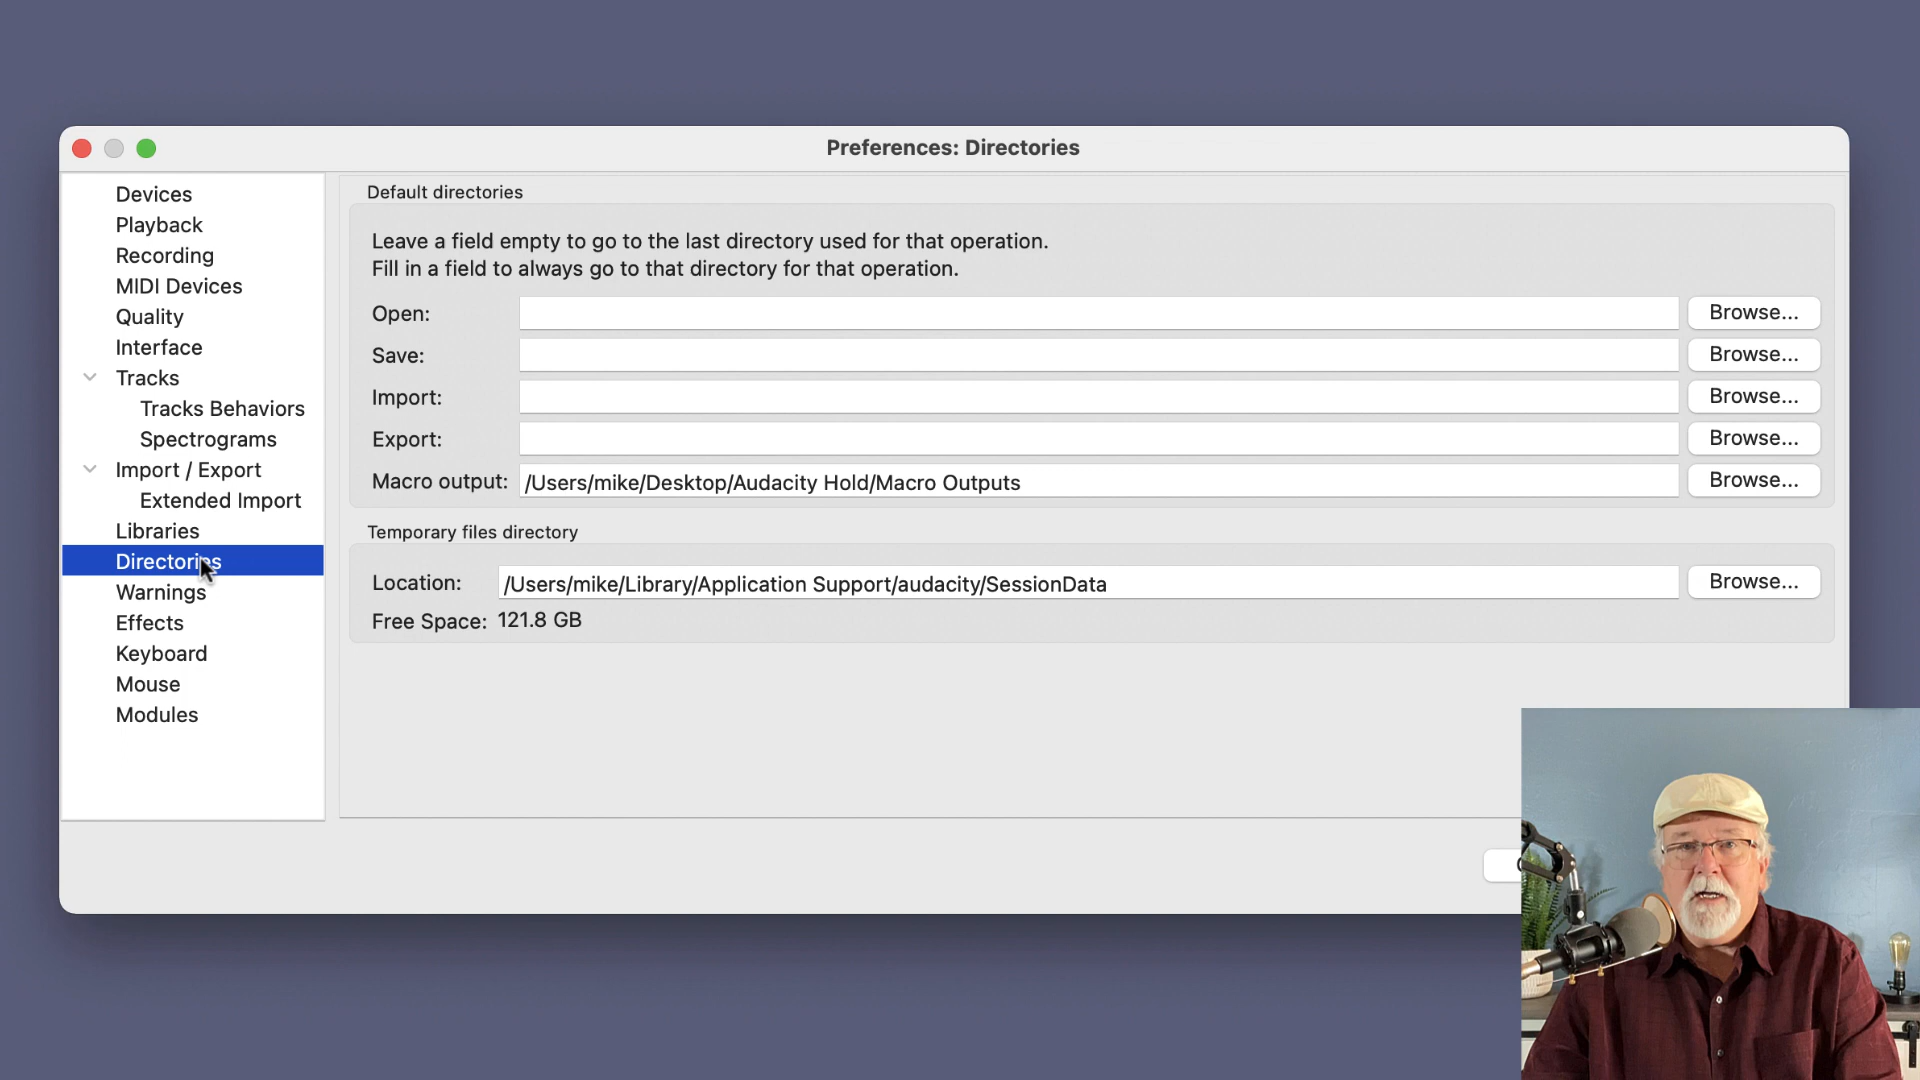 Preferences: Directories
Devices
Playback
Recording
MIDI Devices
Quality
Interface
Tracks
Tracks Behaviors
Spectrograms
Import / Export
Extended Import
Libraries
Directories
Warnings
Effects
Keyboard
Mouse
Modules
Default directories
Leave a field empty to go to the last directory used for that operation.
Fill in a field to always go to that directory for that operation.
Open: Browse...
Save: Browse...
Import: Browse...
Export: Browse...
Macro output: /Users/mike/Desktop/Audacity Hold/Macro Outputs Browse...
Temporary files directory
Location: /Users/mike/Library/Application Support/audacity/SessionData Browse...
Free Space: 121.8 GB